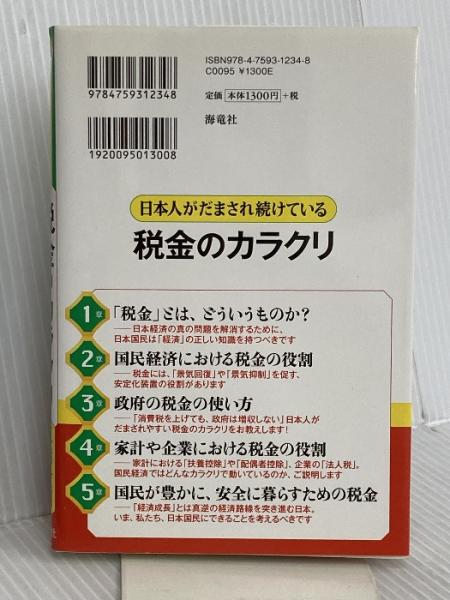 ISBN978-4-7593-1234-8
C0095 ¥1300E
定価 本体1300円+税
海竜社
9784759312348
1920095013008
日本人がだまされ続けている
税金のカラクリ
1章 「税金」とは、どういうものか?
──日本経済の真の問題を解消するために、
日本国民は「経済」の正しい知識を持つべきです
2章 国民経済における税金の役割
──税金には、「景気回復」や「景気抑制」を促す、
安定化装置の役割があります
3章 政府の税金の使い方
──「消費税を上げても、政府は増収しない」日本人が
だまされやすい税金のカラクリをお教えします!
4章 家計や企業における税金の役割
──家計における「扶養控除」や「配偶者控除」、企業の「法人税」。
国民経済ではどんなカラクリで動いているのか、ご説明します
5章 国民が豊かに、安全に暮らすための税金
──「経済成長」とは真逆の経済路線を突き進む日本。
いま、私たち、日本国民にできることを考えるべきです